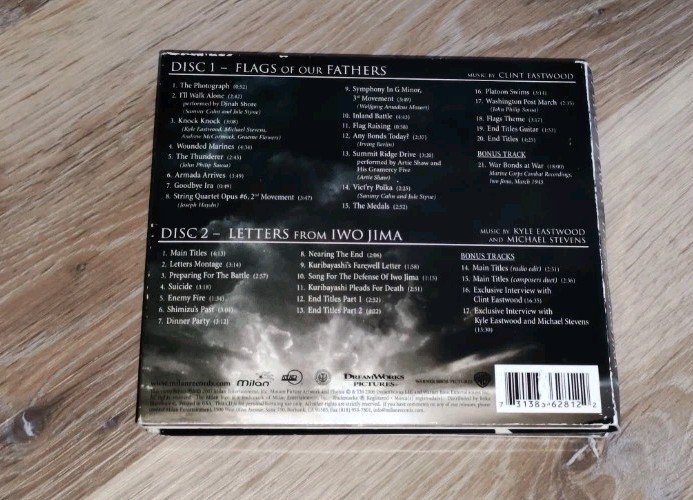 DISC 1 – FLAGS OF OUR FATHERS
MUSIC BY CLINT EASTWOOD
1. The Photograph (0:52)
2. I'll Walk Alone (2:42)
performed by Dinah Shore
(Sammy Cahn and Jule Styne)
3. Knock Knock (3:08)
(Kyle Eastwood, Michael Stevens,
Andrew McCormack, Graeme Flowers)
4. Wounded Marines (4:34)
5. The Thunderer (2:43)
(John Philip Sousa)
6. Armada Arrives (3:49)
7. Goodbye Ira (0:49)
8. String Quartet Opus #6, 2nd Movement (3:47)
(Joseph Haydn)
9. Symphony In G Minor,
3rd Movement (3:49)
(Wolfgang Amadeus Mozart)
10. Inland Battle (4:43)
11. Flag Raising (3:58)
12. Any Bonds Today? (2:37)
(Irving Berlin)
13. Summit Ridge Drive (3:20)
performed by Artie Shaw and
His Gramercy Five
(Artie Shaw)
14. Vict'ry Polka (2:23)
(Sammy Cahn and Jule Styne)
15. The Medals (2:52)
16. Platoon Swims (3:14)
17. Washington Post March (2:35)
(John Philip Sousa)
18. Flags Theme (3:37)
19. End Titles Guitar (3:31)
20. End Titles (4:23)
BONUS TRACK
21. War Bonds at War (18:00)
Marine Corps Combat Recordings,
Iwo Jima, March 1945
DISC 2 – LETTERS FROM IWO JIMA
MUSIC BY KYLE EASTWOOD
AND MICHAEL STEVENS
1. Main Titles (4:13)
2. Letters Montage (3:14)
3. Preparing For The Battle (2:57)
4. Suicide (3:18)
5. Enemy Fire (1:34)
6. Shimizu's Past (3:09)
7. Dinner Party (3:12)
8. Nearing The End (2:06)
9. Kuribayashi's Farewell Letter (1:58)
10. Song For The Defense Of Iwo Jima (1:15)
11. Kuribayashi Pleads For Death (2:51)
12. End Titles Part 1 (2:32)
13. End Titles Part 2 (4:22)
BONUS TRACKS
14. Main Titles (radio edit) (2:31)
15. Main Titles (composers duet) (2:36)
16. Exclusive Interview with
Clint Eastwood (16:35)
17. Exclusive Interview with
Kyle Eastwood and Michael Stevens
(13:39)
www.milanrecords.com
Milan
DREAMWORKS
PICTURES
WARNER BROS PICTURES
7 31383 62812 2